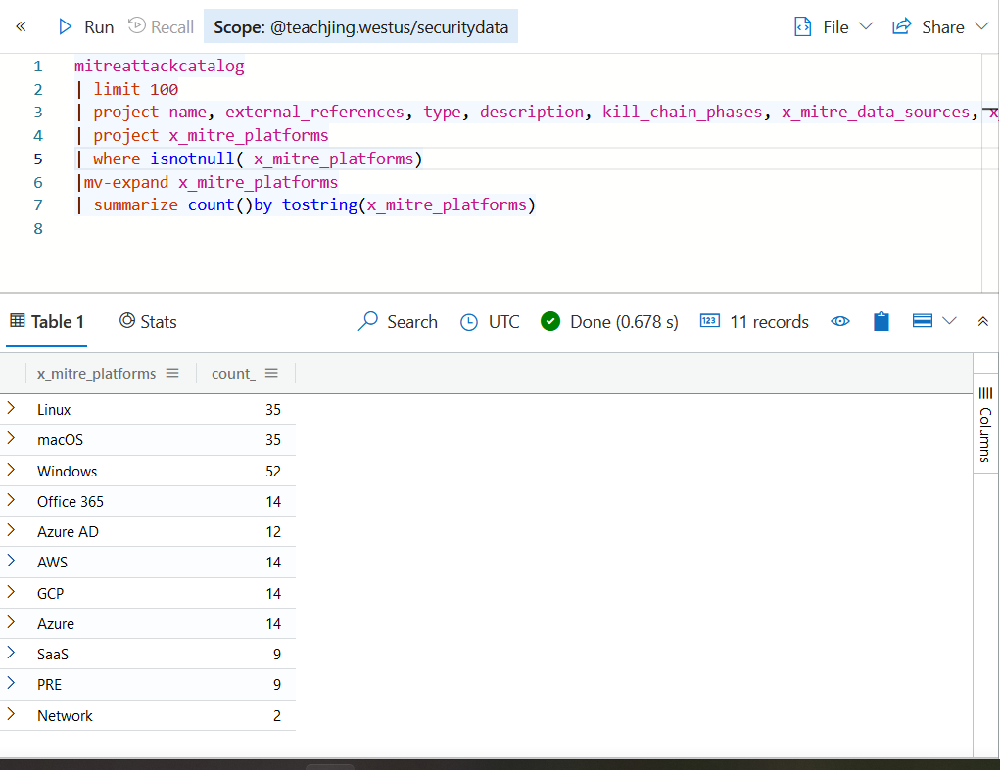 « Run Recall Scope: @teachjing.westus/securitydata File Share
1 mitreattackcatalog
2 | limit 100
3 | project name, external_references, type, description, kill_chain_phases, x_mitre_data_sources, x
4 | project x_mitre_platforms
5 | where isnotnull( x_mitre_platforms)
6 |mv-expand x_mitre_platforms
7 | summarize count()by tostring(x_mitre_platforms)
8
Table 1 Stats Search UTC Done (0.678 s) 123 11 records
x_mitre_platforms count_
Linux 35
macOS 35
Windows 52
Office 365 14
Azure AD 12
AWS 14
GCP 14
Azure 14
SaaS 9
PRE 9
Network 2
Columns